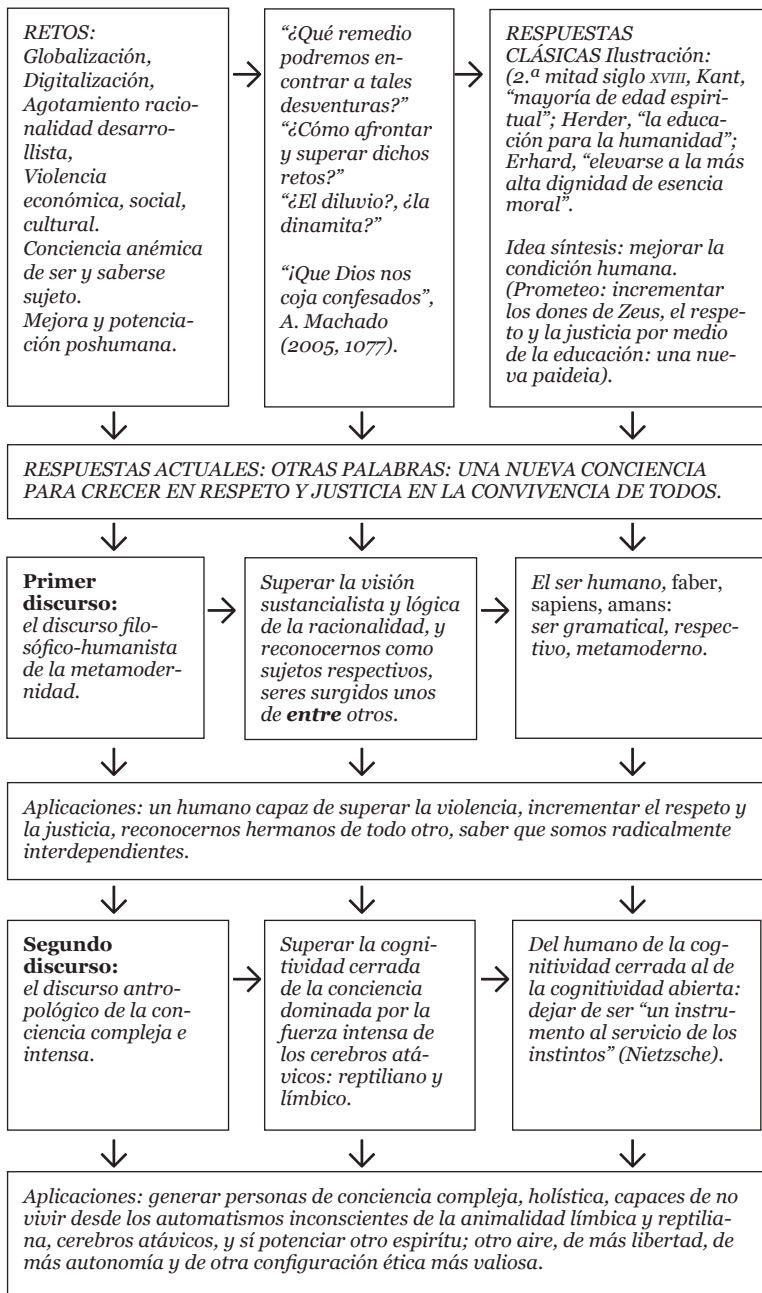 RETOS:
Globalización,
Digitalización,
Agotamiento racio-
nalidad desarro-
llista,
Violencia
económica, social,
cultural.
Conciencia anémica
de ser y saberse
sujeto.
Mejora y potencia-
ción poshumana.
“¿Qué remedio
podremos en-
contrar a tales
desventuras?”
“¿Cómo afrontar
y superar dichos
retos?”
“¿El diluvio?, ¿la
dinamita?”
“¡Que Dios nos
coja confesados”,
A. Machado
(2005, 1077).
RESPUESTAS
CLÁSICAS Ilustración:
(2.ª mitad siglo XVIII, Kant,
“mayoría de edad espiri-
tual”; Herder, “la educa-
ción para la humanidad”;
Erhard, “elevarse a la más
alta dignidad de esencia
moral”.
Idea síntesis: mejorar la
condición humana.
(Prometeo: incrementar
los dones de Zeus, el respe-
to y la justicia por medio
de la educación: una nue-
va paideia).
RESPUESTAS ACTUALES: OTRAS PALABRAS: UNA NUEVA CONCIENCIA
PARA CRECER EN RESPETO Y JUSTICIA EN LA CONVIVENCIA DE TODOS.
Primer
discurso:
el discurso filo-
sófico-humanista
de la metamoder-
nidad.
Superar la visión
sustancialista y lógica
de la racionalidad, y
reconocernos como
sujetos respectivos,
seres surgidos unos
de entre otros.
El ser humano, faber,
sapiens, amans:
ser gramatical, respec-
tivo, metamoderno.
Aplicaciones: un humano capaz de superar la violencia, incrementar el respeto y
la justicia, reconocernos hermanos de todo otro, saber que somos radicalmente
interdependientes.
Segundo
discurso:
el discurso antro-
pológico de la con-
ciencia compleja e
intensa.
Superar la cogni-
tividad cerrada
de la conciencia
dominada por la
fuerza intensa de
los cerebros atá-
vicos: reptiliano y
límbico.
Del humano de la cog-
nitividad cerrada al de
la cognitividad abierta:
dejar de ser “un instru-
mento al servicio de los
instintos” (Nietzsche).
Aplicaciones: generar personas de conciencia compleja, holística, capaces de no
vivir desde los automatismos inconscientes de la animalidad límbica y reptilia-
na, cerebros atávicos, y sí potenciar otro espirítu; otro aire, de más libertad, de
más autonomía y de otra configuración ética más valiosa.